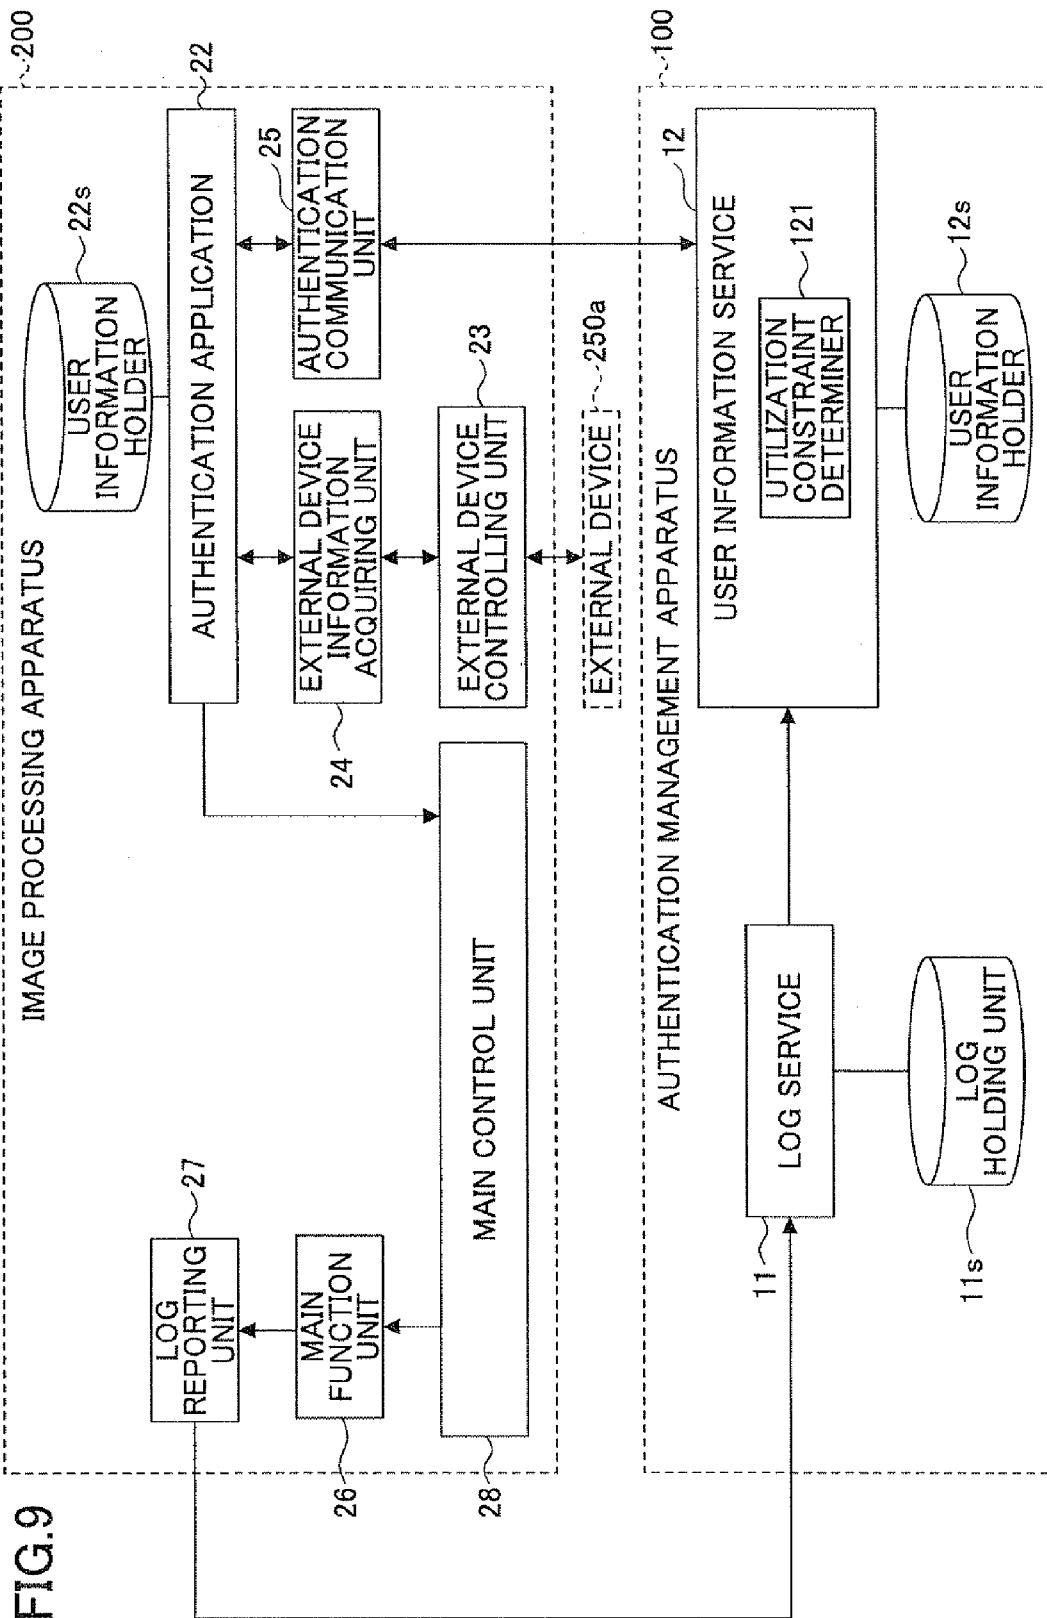 FIG.9
IMAGE PROCESSING APPARATUS
200
USER
INFORMATION
HOLDER
22s
LOG
REPORTING
UNIT
27
AUTHENTICATION APPLICATION
22
MAIN
FUNCTION
UNIT
26
EXTERNAL DEVICE
INFORMATION
ACQUIRING UNIT
24
AUTHENTICATION
COMMUNICATION
UNIT
25
MAIN CONTROL UNIT
28
EXTERNAL DEVICE
CONTROLLING UNIT
23
EXTERNAL DEVICE
250a
AUTHENTICATION MANAGEMENT APPARATUS
100
LOG SERVICE
11
USER INFORMATION SERVICE
12
UTILIZATION
CONSTRAINT
DETERMINER
121
LOG
HOLDING UNIT
11s
USER
INFORMATION
HOLDER
12s